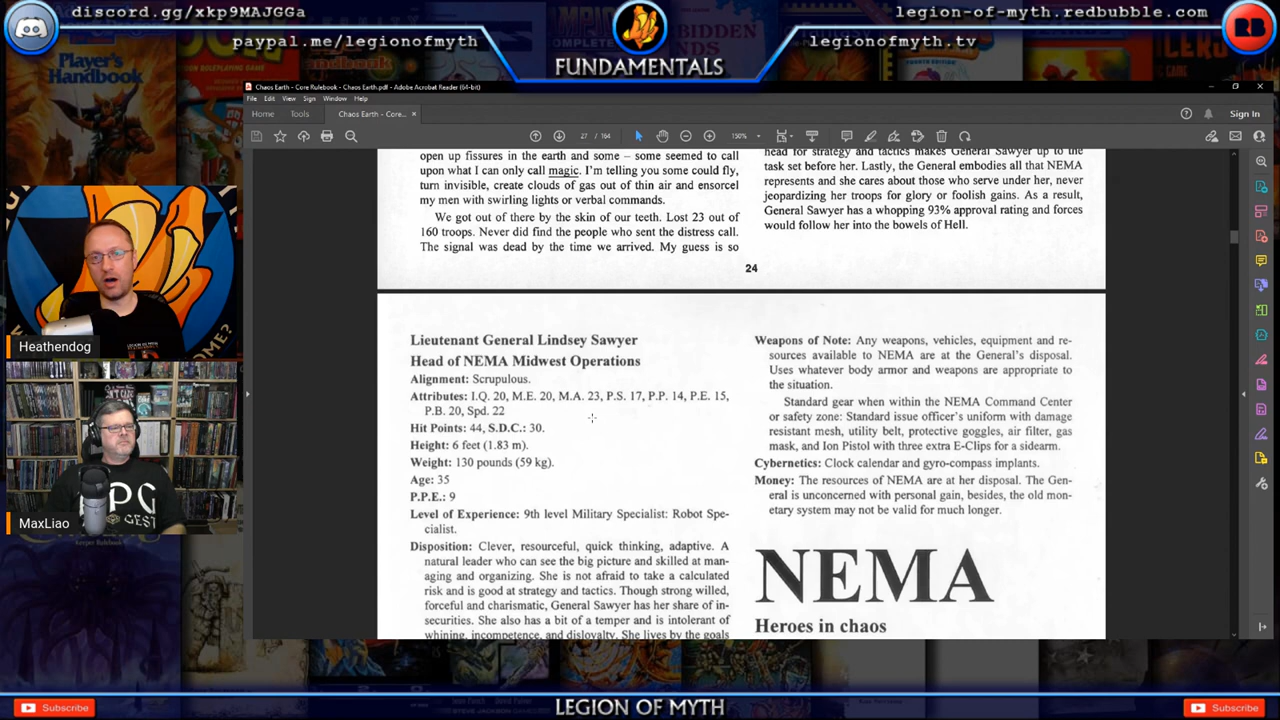 discord.gg/xkp9MAJGGa
paypal.me/legionofmyth
FUNDAMENTALS
legion-of-myth.redbubble.com
legionofmyth.tv
RB
Player's
Handbook
Chaos Earth - Core Rulebook - Chaos Earth.pdf - Adobe Acrobat Reader (64-bit)
File Edit View Sign Window Help
Home Tools Chaos Earth - Core... × Sign In
27 / 164 150%
open up fissures in the earth and some – some seemed to call
upon what I can only call magic. I'm telling you some could fly,
turn invisible, create clouds of gas out of thin air and ensorcel
my men with swirling lights or verbal commands.
We got out of there by the skin of our teeth. Lost 23 out of
160 troops. Never did find the people who sent the distress call.
The signal was dead by the time we arrived. My guess is so
head for strategy and tactics makes General Sawyer up to the
task set before her. Lastly, the General embodies all that NEMA
represents and she cares about those who serve under her, never
jeopardizing her troops for glory or foolish gains. As a result,
General Sawyer has a whopping 93% approval rating and forces
would follow her into the bowels of Hell.
24
Lieutenant General Lindsey Sawyer
Head of NEMA Midwest Operations
Alignment: Scrupulous.
Attributes: I.Q. 20, M.E. 20, M.A. 23, P.S. 17, P.P. 14, P.E. 15,
P.B. 20, Spd. 22
Hit Points: 44, S.D.C.: 30.
Height: 6 feet (1.83 m).
Weight: 130 pounds (59 kg).
Age: 35
P.P.E.: 9
Level of Experience: 9th level Military Specialist: Robot Spe-
cialist.
Disposition: Clever, resourceful, quick thinking, adaptive. A
natural leader who can see the big picture and skilled at man-
aging and organizing. She is not afraid to take a calculated
risk and is good at strategy and tactics. Though strong willed,
forceful and charismatic, General Sawyer has her share of in-
securities. She also has a bit of a temper and is intolerant of
whining, incompetence, and disloyalty. She lives by the goals
Weapons of Note: Any weapons, vehicles, equipment and re-
sources available to NEMA are at the General's disposal.
Uses whatever body armor and weapons are appropriate to
the situation.
Standard gear when within the NEMA Command Center
or safety zone: Standard issue officer's uniform with damage
resistant mesh, utility belt, protective goggles, air filter, gas
mask, and Ion Pistol with three extra E-Clips for a sidearm.
Cybernetics: Clock calendar and gyro-compass implants.
Money: The resources of NEMA are at her disposal. The Gen-
eral is unconcerned with personal gain, besides, the old mon-
etary system may not be valid for much longer.
NEMA
Heroes in chaos
Heathendog
MaxLiao
Subscribe
LEGION OF MYTH
Subscribe